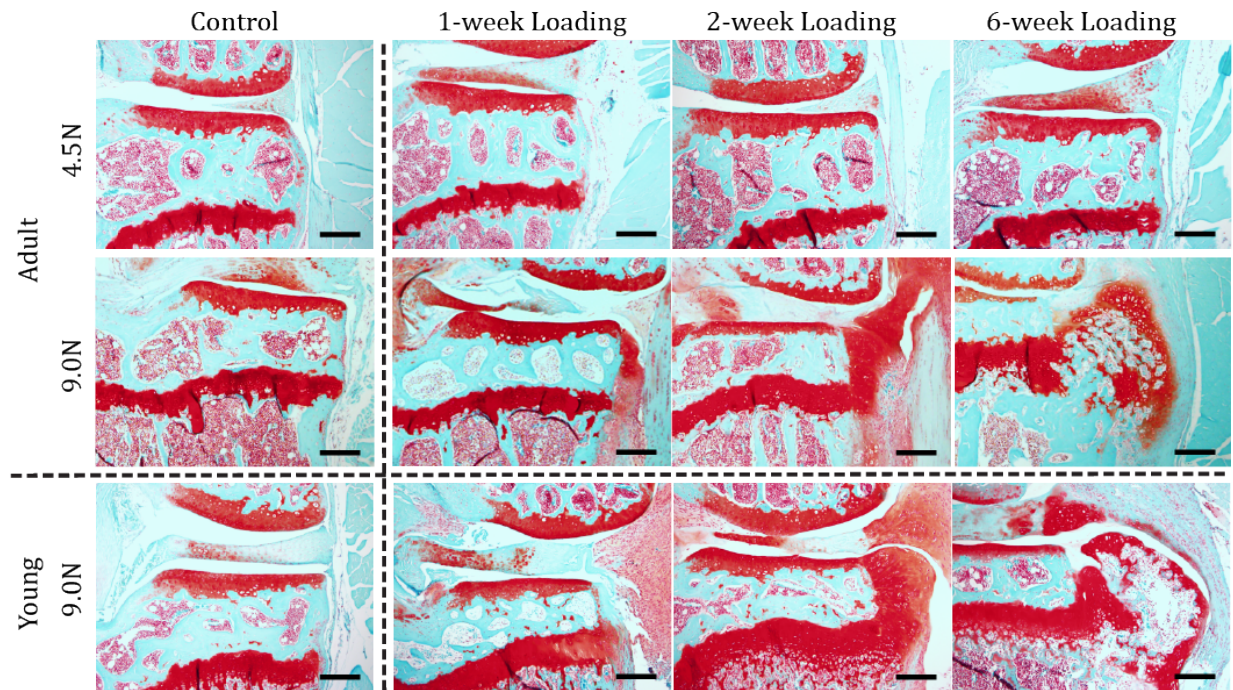 Control
1-week Loading
2-week Loading
6-week Loading
Adult
4.5N
9.0N
Young
9.0N